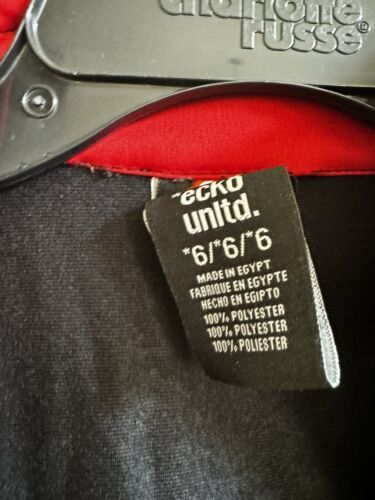 charlotte
russe®
*ecko
unltd.
*6/*6/*6
MADE IN EGYPT
FABRIQUE EN EGYPTE
HECHO EN EGIPTO
100% POLYESTER
100% POLYESTER
100% POLIESTER